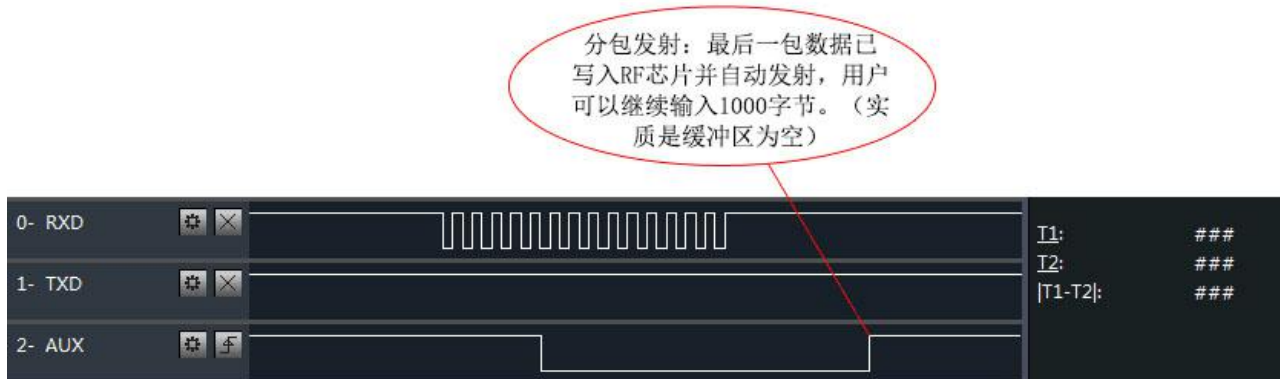 分包发射：最后一包数据已
写入RF芯片并自动发射，用户
可以继续输入1000字节。（实
质是缓冲区为空）
0- RXD
1- TXD
2- AUX
T1: ###
T2: ###
|T1-T2|: ###